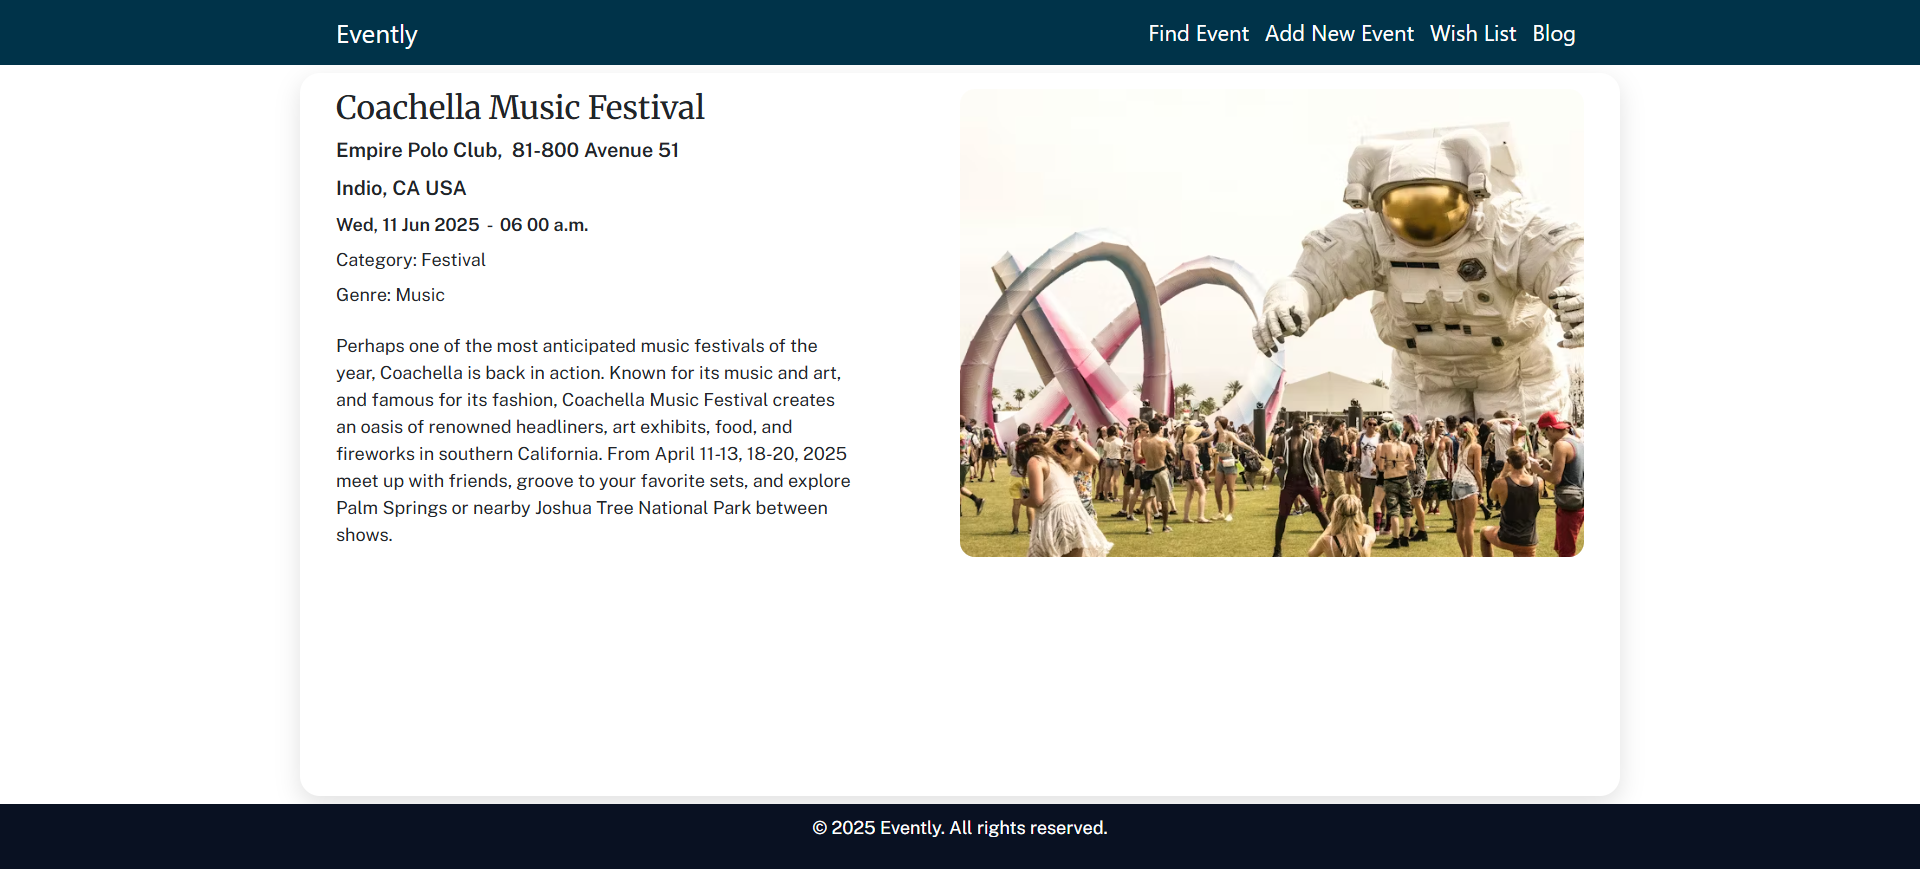 Evently
Find Event Add New Event Wish List Blog
Coachella Music Festival
Empire Polo Club, 81-800 Avenue 51
Indio, CA USA
Wed, 11 Jun 2025 - 06 00 a.m.
Category: Festival
Genre: Music
Perhaps one of the most anticipated music festivals of the
year, Coachella is back in action. Known for its music and art,
and famous for its fashion, Coachella Music Festival creates
an oasis of renowned headliners, art exhibits, food, and
fireworks in southern California. From April 11-13, 18-20, 2025
meet up with friends, groove to your favorite sets, and explore
Palm Springs or nearby Joshua Tree National Park between
shows.
© 2025 Evently. All rights reserved.